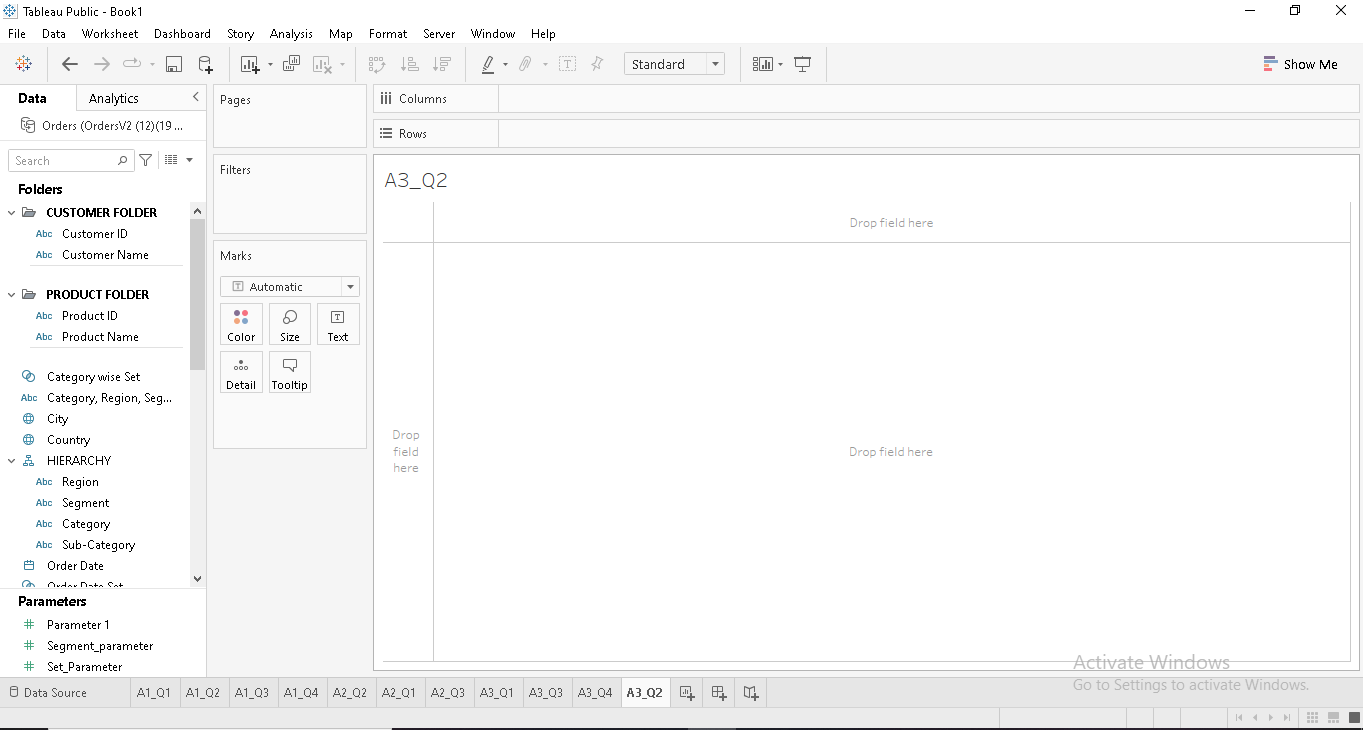 Tableau Public - Book1
File Data Worksheet Dashboard Story Analysis Map Format Server Window Help
Standard
Show Me
Data Analytics
Orders (OrdersV2 (12)(19 ...
Search
Folders
CUSTOMER FOLDER
Abc Customer ID
Abc Customer Name
PRODUCT FOLDER
Abc Product ID
Abc Product Name
Category wise Set
Abc Category, Region, Seg...
City
Country
HIERARCHY
Abc Region
Abc Segment
Abc Category
Abc Sub-Category
Order Date
Order Date Set
Parameters
Parameter 1
Segment_parameter
Set_Parameter
Pages
Filters
Marks
Automatic
Color Size Text
Detail Tooltip
Columns
Rows
A3_Q2
Drop field here
Drop
field
here
Drop field here
Activate Windows
Go to Settings to activate Windows.
Data Source A1_Q1 A1_Q2 A1_Q3 A1_Q4 A2_Q2 A2_Q1 A2_Q3 A3_Q1 A3_Q3 A3_Q4 A3_Q2